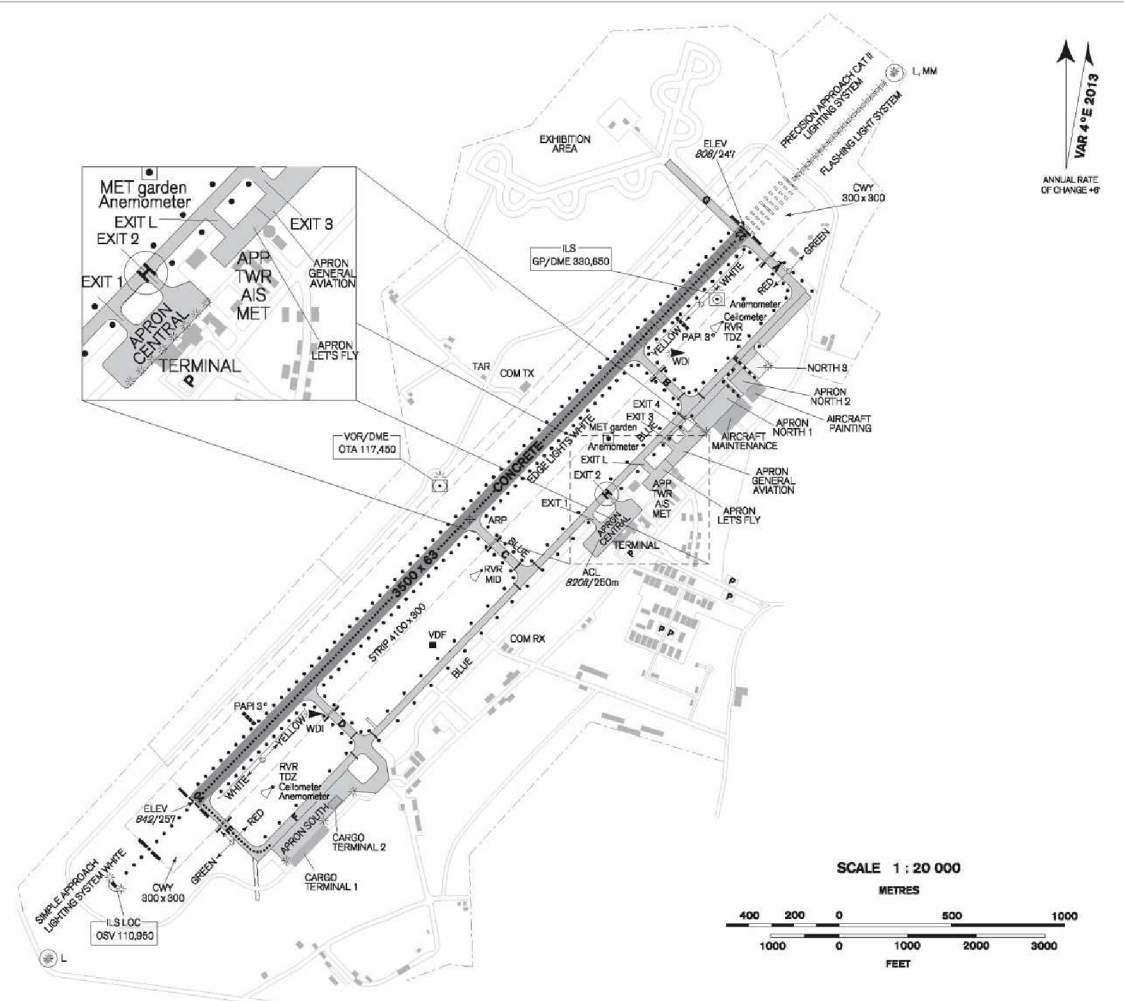 L, MM
VAR 4°E 2013
ANNUAL RATE
OF CHANGE +6'
PRECISION APPROACH CAT II
LIGHTING SYSTEM
FLASHING LIGHT SYSTEM
EXHIBITION
AREA
ELEV
808/247
CWY
300 x 300
G
22
A
GREEN
RED
WHITE
ILS
GP/DME 330,650
Anemometer
Ceilometer
RVR
TDZ
PAPI 3°
YELLOW
WDI
B
NORTH 3
APRON
NORTH 2
AIRCRAFT
PAINTING
APRON
NORTH 1
AIRCRAFT
MAINTENANCE
APRON
GENERAL
AVIATION
APRON
LET'S FLY
MET garden
Anemometer
EXIT L
EXIT 2
EXIT 3
EXIT 1
H
APP
TWR
AIS
MET
APRON
GENERAL
AVIATION
APRON
LET'S FLY
APRON
CENTRAL
TERMINAL
P
TAR
COM TX
VOR/DME
OTA 117,450
EXIT 4
EXIT 3
MET garden
Anemometer
BLUE
EXIT L
EXIT 2
EXIT 1
H
APP
TWR
AIS
MET
APRON
CENTRAL
TERMINAL
P
CONCRETE
EDGE LIGHTS WHITE
ARP
BLUE
C
RVR
MID
3500 x 63
ACL
820ft/250m
P
P
P P
STRIP 4100 x 300
VDF
COM RX
BLUE
PAPI 3°
YELLOW
WDI
D
WHITE
RVR
TDZ
Ceilometer
Anemometer
ELEV
842/257
E
RED
GREEN
F
APRON SOUTH
CARGO
TERMINAL 2
CARGO
TERMINAL 1
CWY
300 x 300
SIMPLE APPROACH
LIGHTING SYSTEM WHITE
ILS LOC
OSV 110,950
L
SCALE 1 : 20 000
METRES
400 200 0 500 1000
1000 0 1000 2000 3000
FEET